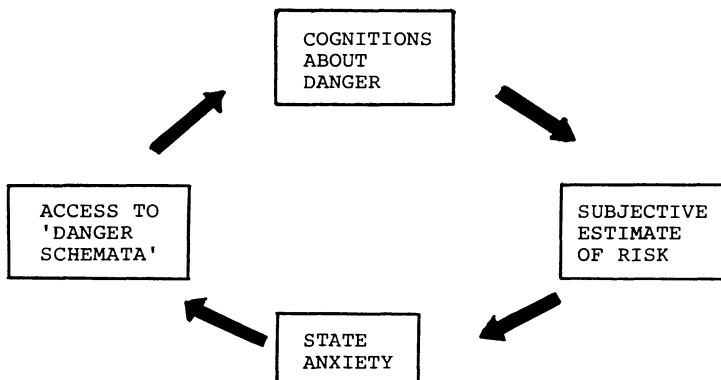 COGNITIONS
ABOUT
DANGER
ACCESS TO
'DANGER
SCHEMATA'
SUBJECTIVE
ESTIMATE
OF RISK
STATE
ANXIETY